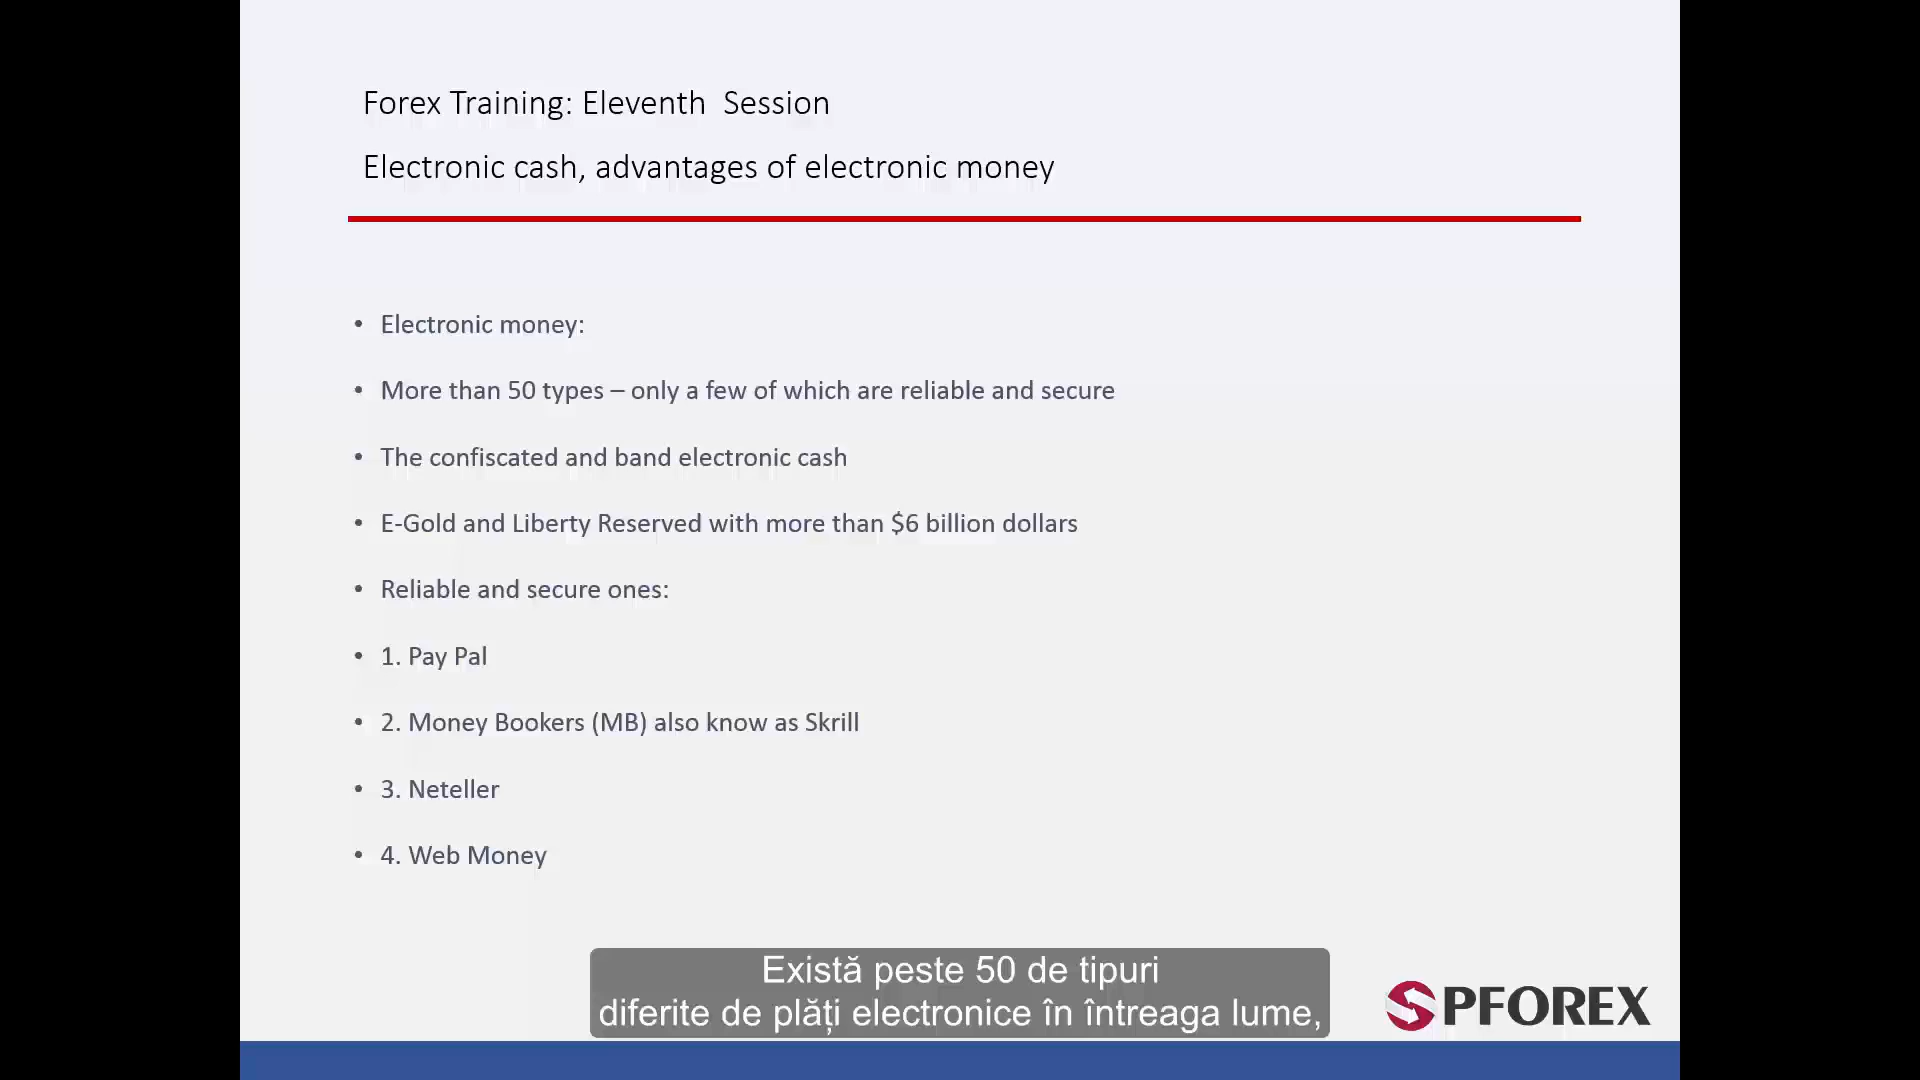 Forex Training: Eleventh  Session
Electronic cash, advantages of electronic money
• Electronic money:
• More than 50 types – only a few of which are reliable and secure
• The confiscated and band electronic cash
• E-Gold and Liberty Reserved with more than $6 billion dollars
• Reliable and secure ones:
• 1. Pay Pal
• 2. Money Bookers (MB) also know as Skrill
• 3. Neteller
• 4. Web Money
Există peste 50 de tipuri
diferite de plăți electronice în întreaga lume,
SPFOREX